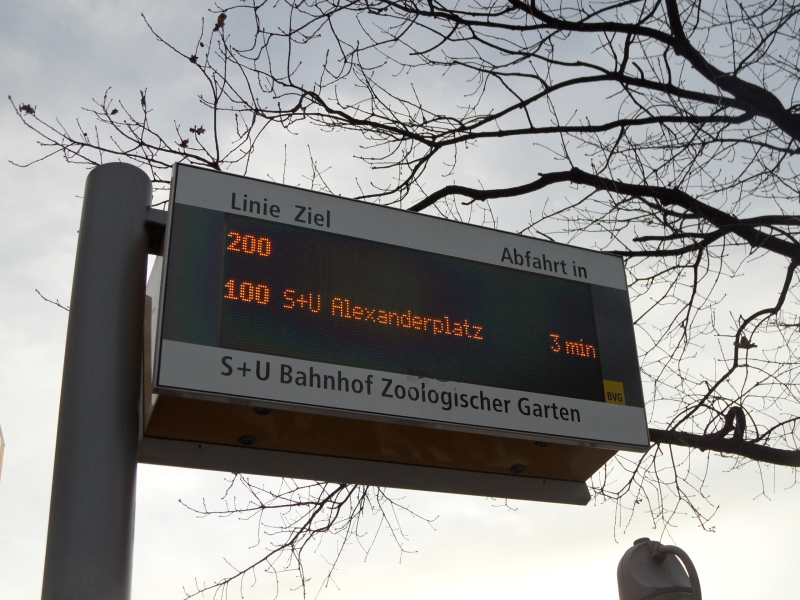 Linie Ziel Abfahrt in
200
100 S+U Alexanderplatz 3 min
S+U Bahnhof Zoologischer Garten
BVG